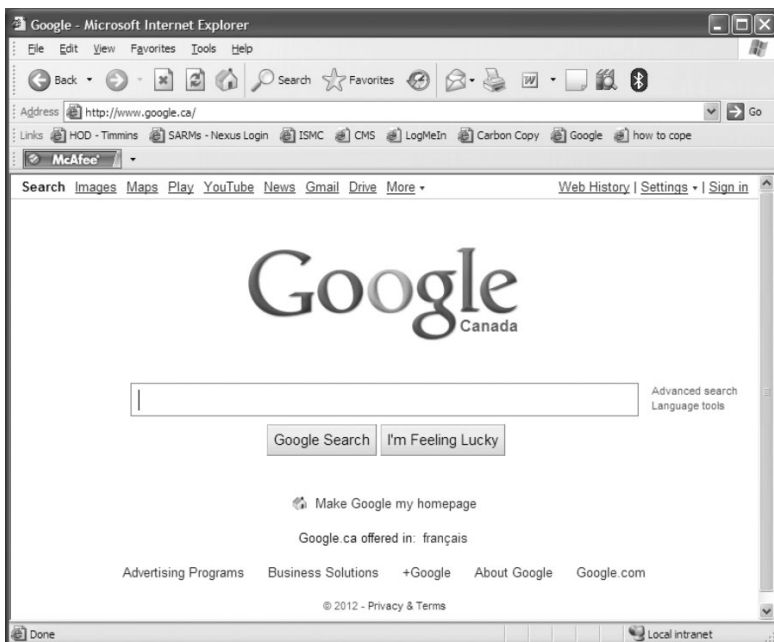 Google - Microsoft Internet Explorer
File Edit View Favorites Tools Help
Back Search Favorites W
Address http://www.google.ca/ Go
Links HOD - Timmins SARMs - Nexus Login ISMC CMS LogMeIn Carbon Copy Google how to cope
McAfee
Search Images Maps Play YouTube News Gmail Drive More Web History | Settings | Sign in
Google
Canada
Advanced search
Language tools
Google Search I'm Feeling Lucky
Make Google my homepage
Google.ca offered in: français
Advertising Programs Business Solutions +Google About Google Google.com
© 2012 - Privacy & Terms
Done Local intranet